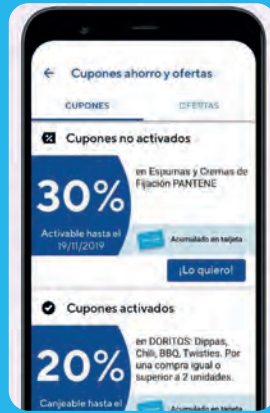 Cupones ahorro y ofertas
CUPONES
OFERTAS
Cupones no activados
30%
Activable hasta el
19/11/2019
en Espumas y Cremas de
Fijación PANTENE
Acumulado en tarjeta
¡Lo quiero!
Cupones activados
20%
Canjeable hasta el
en DORITOS: Dippas,
Chili, BBQ, Twisties. Por
una compra igual o
superior a 2 unidades.
Acumulado en tarjeta